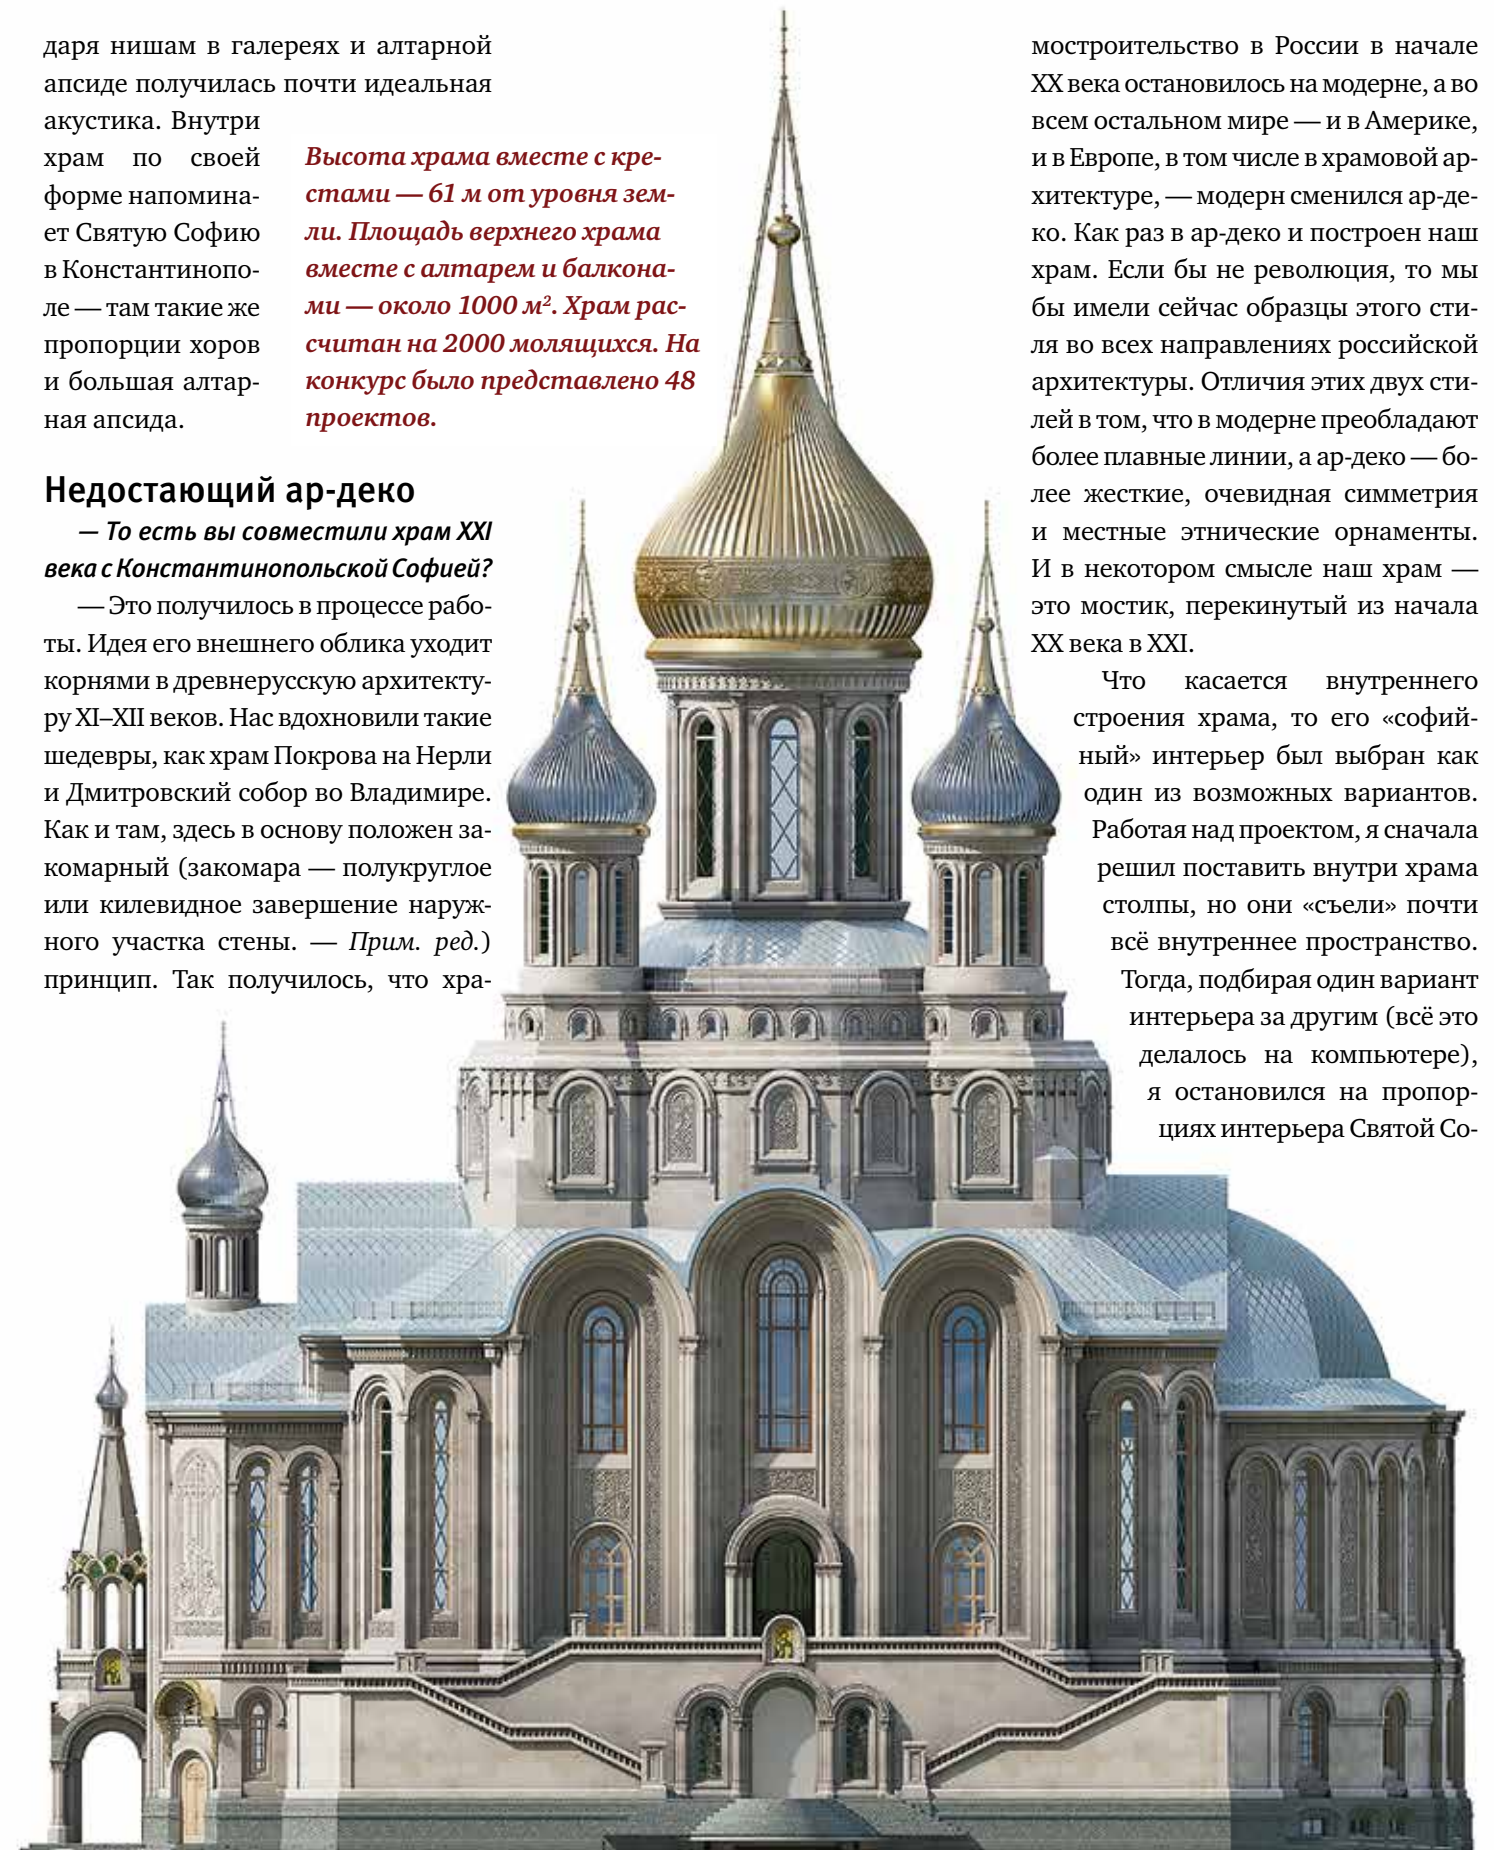 даря нишам в галереях и алтарной
апсиде получилась почти идеальная
акустика. Внутри
храм по своей
форме напомина-
ет Святую Софию
в Константинопо-
ле — там такие же
пропорции хоров
и большая алтар-
ная апсида.
Высота храма вместе с кре-
стами — 61 м от уровня зем-
ли. Площадь верхнего храма
вместе с алтарем и балкона-
ми — около 1000 м². Храм рас-
считан на 2000 молящихся. На
конкурс было представлено 48
проектов.
Недостающий ар-деко
— То есть вы совместили храм XXI
века с Константинопольской Софией?
— Это получилось в процессе рабо-
ты. Идея его внешнего облика уходит
корнями в древнерусскую архитекту-
ру XI–XII веков. Нас вдохновили такие
шедевры, как храм Покрова на Нерли
и Дмитровский собор во Владимире.
Как и там, здесь в основу положен за-
комарный (закомара — полукруглое
или килевидное завершение наруж-
ного участка стены. — Прим. ред.)
принцип. Так получилось, что хра-
мостроительство в России в начале
XX века остановилось на модерне, а во
всем остальном мире — и в Америке,
и в Европе, в том числе в храмовой ар-
хитектуре, — модерн сменился ар-де-
ко. Как раз в ар-деко и построен наш
храм. Если бы не революция, то мы
бы имели сейчас образцы этого сти-
ля во всех направлениях российской
архитектуры. Отличия этих двух сти-
лей в том, что в модерне преобладают
более плавные линии, а ар-деко — бо-
лее жесткие, очевидная симметрия
и местные этнические орнаменты.
И в некотором смысле наш храм —
это мостик, перекинутый из начала
XX века в XXI.
Что касается внутреннего
строения храма, то его «софий-
ный» интерьер был выбран как
один из возможных вариантов.
Работая над проектом, я сначала
решил поставить внутри храма
столпы, но они «съели» почти
всё внутреннее пространство.
Тогда, подбирая один вариант
интерьера за другим (всё это
делалось на компьютере),
я остановился на пропор-
циях интерьера Святой Со-